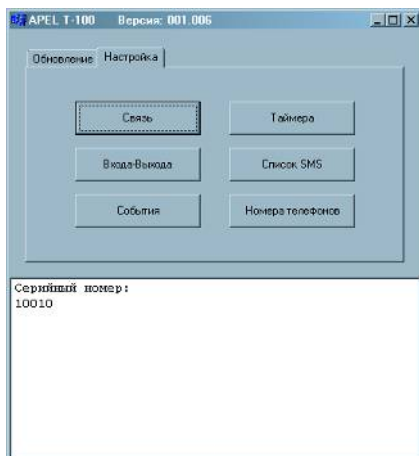 APEL T-100 Версия: 001.006
Обновление Настройка
Связь Таймера
Входа-Выхода Список SMS
События Номера телефонов
Серийный номер:
10010